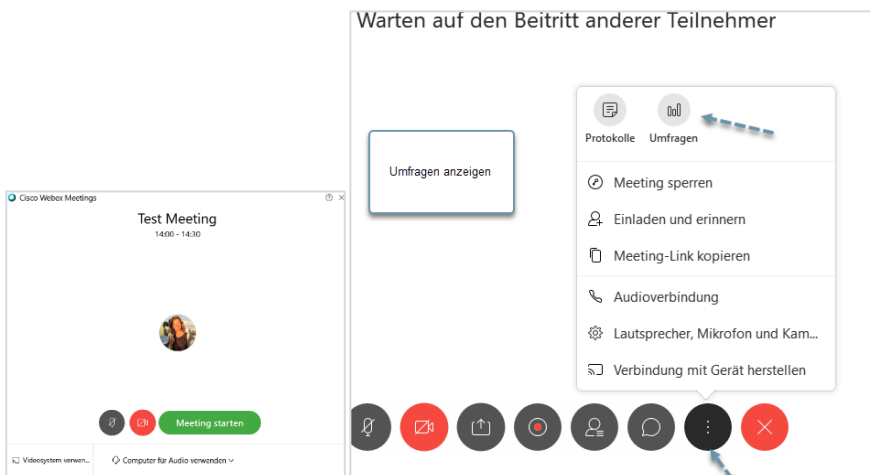 Cisco Webex Meetings
Test Meeting
14:00 - 14:30
Meeting starten
Videosystem verwen...
Computer für Audio verwenden
Warten auf den Beitritt anderer Teilnehmer
Umfragen anzeigen
Protokolle
Umfragen
Meeting sperren
Einladen und erinnern
Meeting-Link kopieren
Audioverbindung
Lautsprecher, Mikrofon und Kam...
Verbindung mit Gerät herstellen